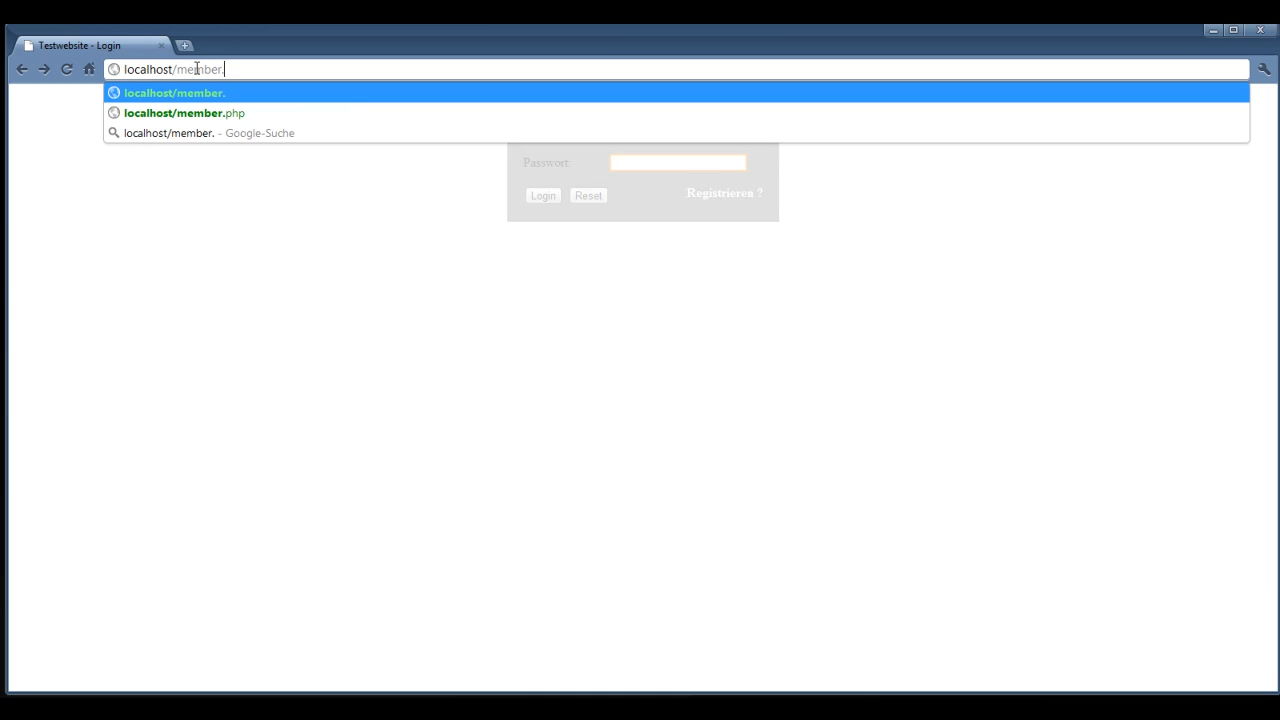 Testwebsite - Login
localhost/member.
localhost/member.
localhost/member.php
localhost/member. - Google-Suche
Passwort:
Login Reset Registrieren ?